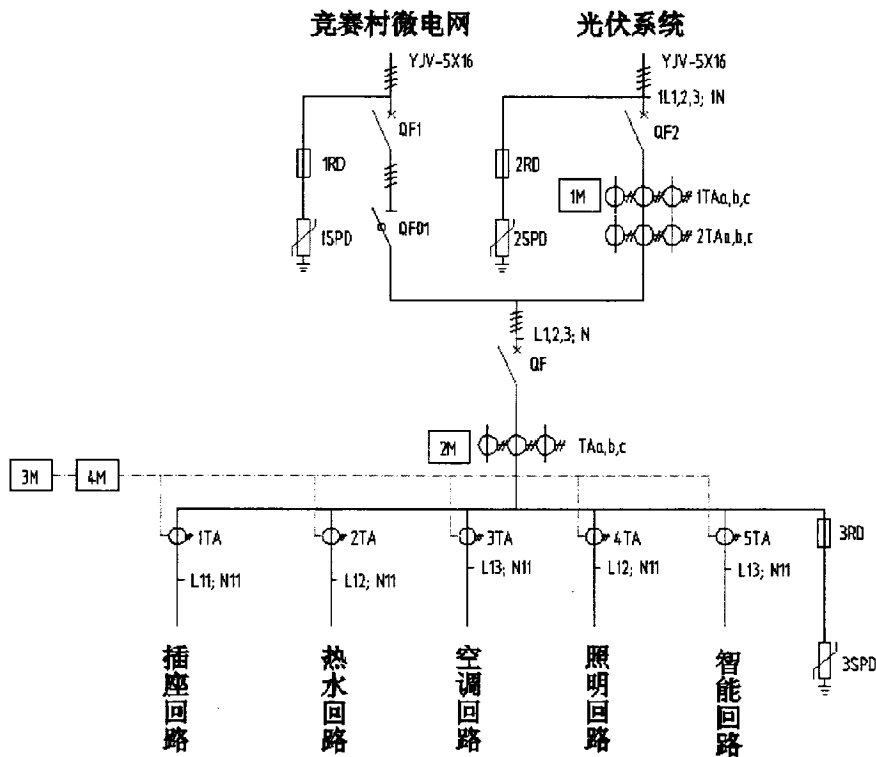 竞赛村微电网 光伏系统
YJV-5X16 YJV-5X16
1L1,2,3; 1N
QF1 QF2
1RD 2RD
1M 1TAa,b,c
1SPD QF01 2SPD 2TAa,b,c
L1,2,3; N
QF
2M TAa,b,c
3M 4M
1TA 2TA 3TA 4TA 5TA 3RD
L11; N11 L12; N11 L13; N11 L12; N11 L13; N11
3SPD
插座回路
热水回路
空调回路
照明回路
智能回路